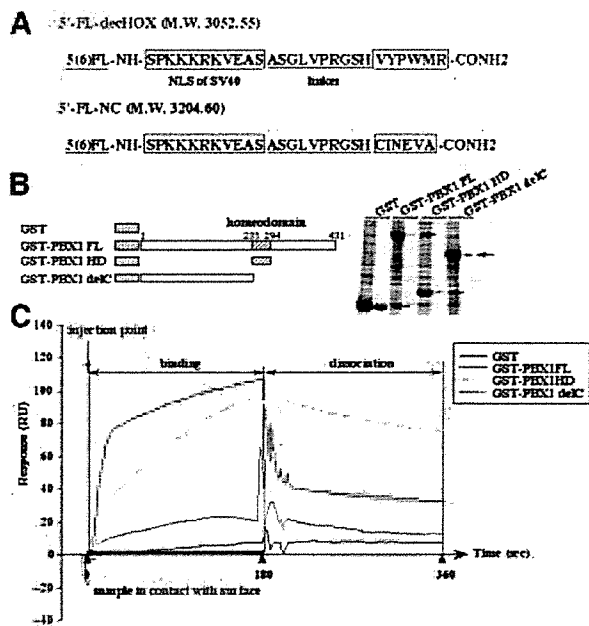 A
5'-FL-decHOX (M.W. 3052.55)
5(6)FL-NH-SPKKKRKVEAS ASGLVPRGSH VYPWMR-CONH2
NLS of SV40 linker
5'-FL-NC (M.W. 3204.60)
5(6)FL-NH-SPKKKRKVEAS ASGLVPRGSH CINEVA-CONH2
B
homeodomain
GST
1 233 294 431
GST-PBX1 FL
GST-PBX1 HD
GST-PBX1 delC
GST
GST-PBX1 FL
GST-PBX1 HD
GST-PBX1 delC
C
140
injection point
120
binding
dissociation
100
80
60
40
20
0
-20
-40
Response (RU)
GST
GST-PBX1FL
GST-PBX1HD
GST-PBX1 delC
Time (sec)
0 180 360
sample in contact with surface